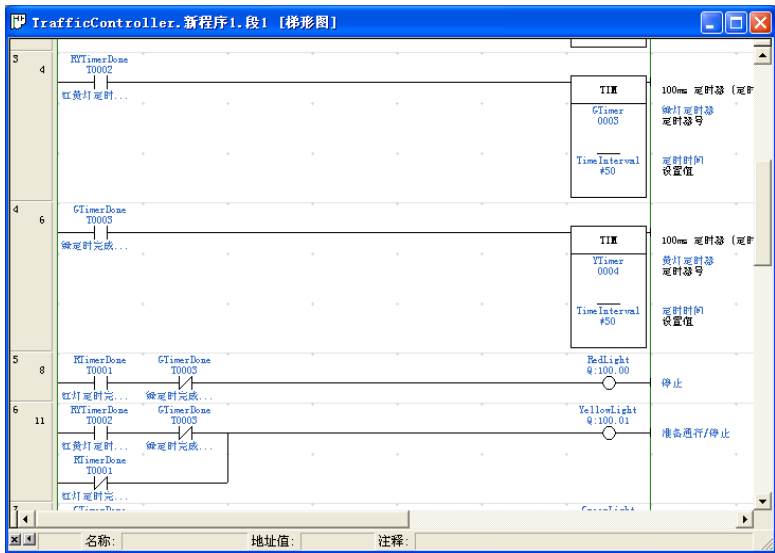 TrafficController.新程序1.段1 [梯形图]
3
4
RYTimerDone
T0002
红黄灯定时...
TIM
100ms 定时器 (定时
GTimer
0003
绿灯定时器
定时器号
TimeInterval
#50
定时时间
设置值
4
6
GTimerDone
T0003
绿定时完成...
TIM
100ms 定时器 (定时
YTimer
0004
黄灯定时器
定时器号
TimeInterval
#50
定时时间
设置值
5
8
RTimerDone
T0001
红灯定时完...
GTimerDone
T0003
绿定时完成...
RedLight
Q:100.00
停止
6
11
RYTimerDone
T0002
红黄灯定时...
GTimerDone
T0003
绿定时完成...
YellowLight
Q:100.01
准备通行/停止
RTimerDone
T0001
红灯定时完...
7
GTimerDone
GreenLight
名称:
地址值:
注释: